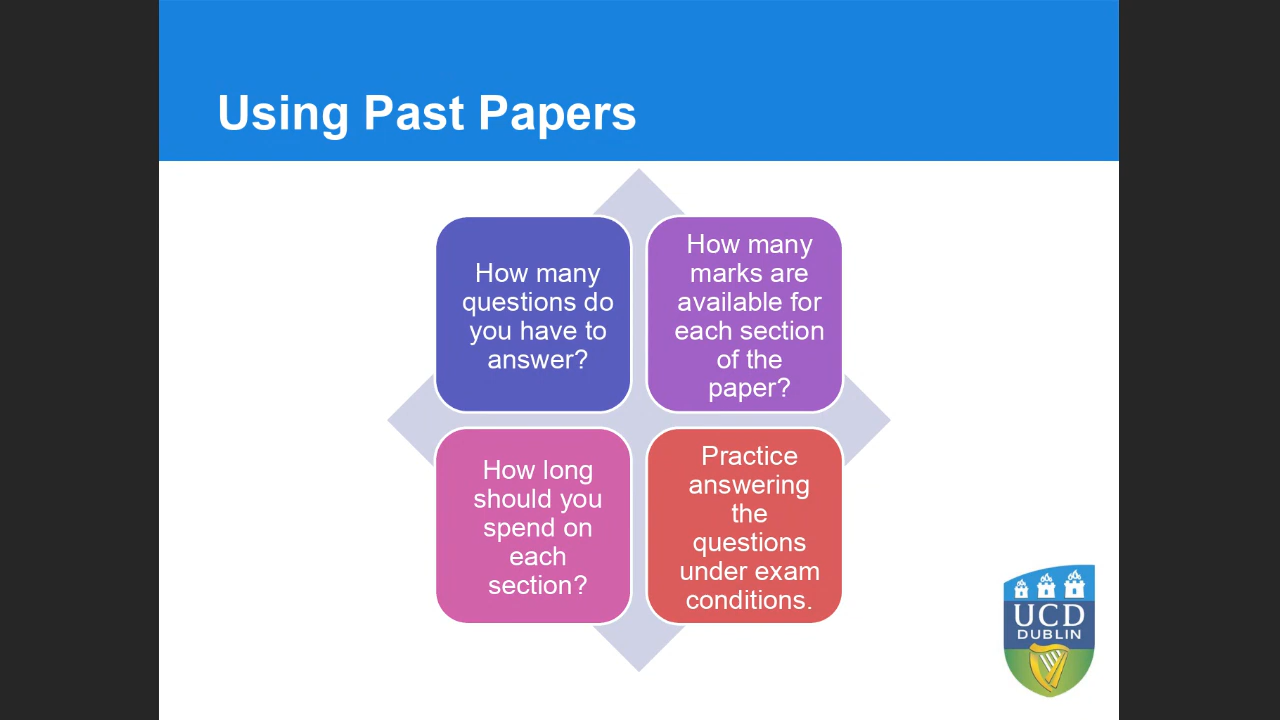 Using Past Papers
How many
questions do
you have to
answer?
How many
marks are
available for
each section
of the
paper?
How long
should you
spend on
each
section?
Practice
answering
the
questions
under exam
conditions.
UCD
DUBLIN